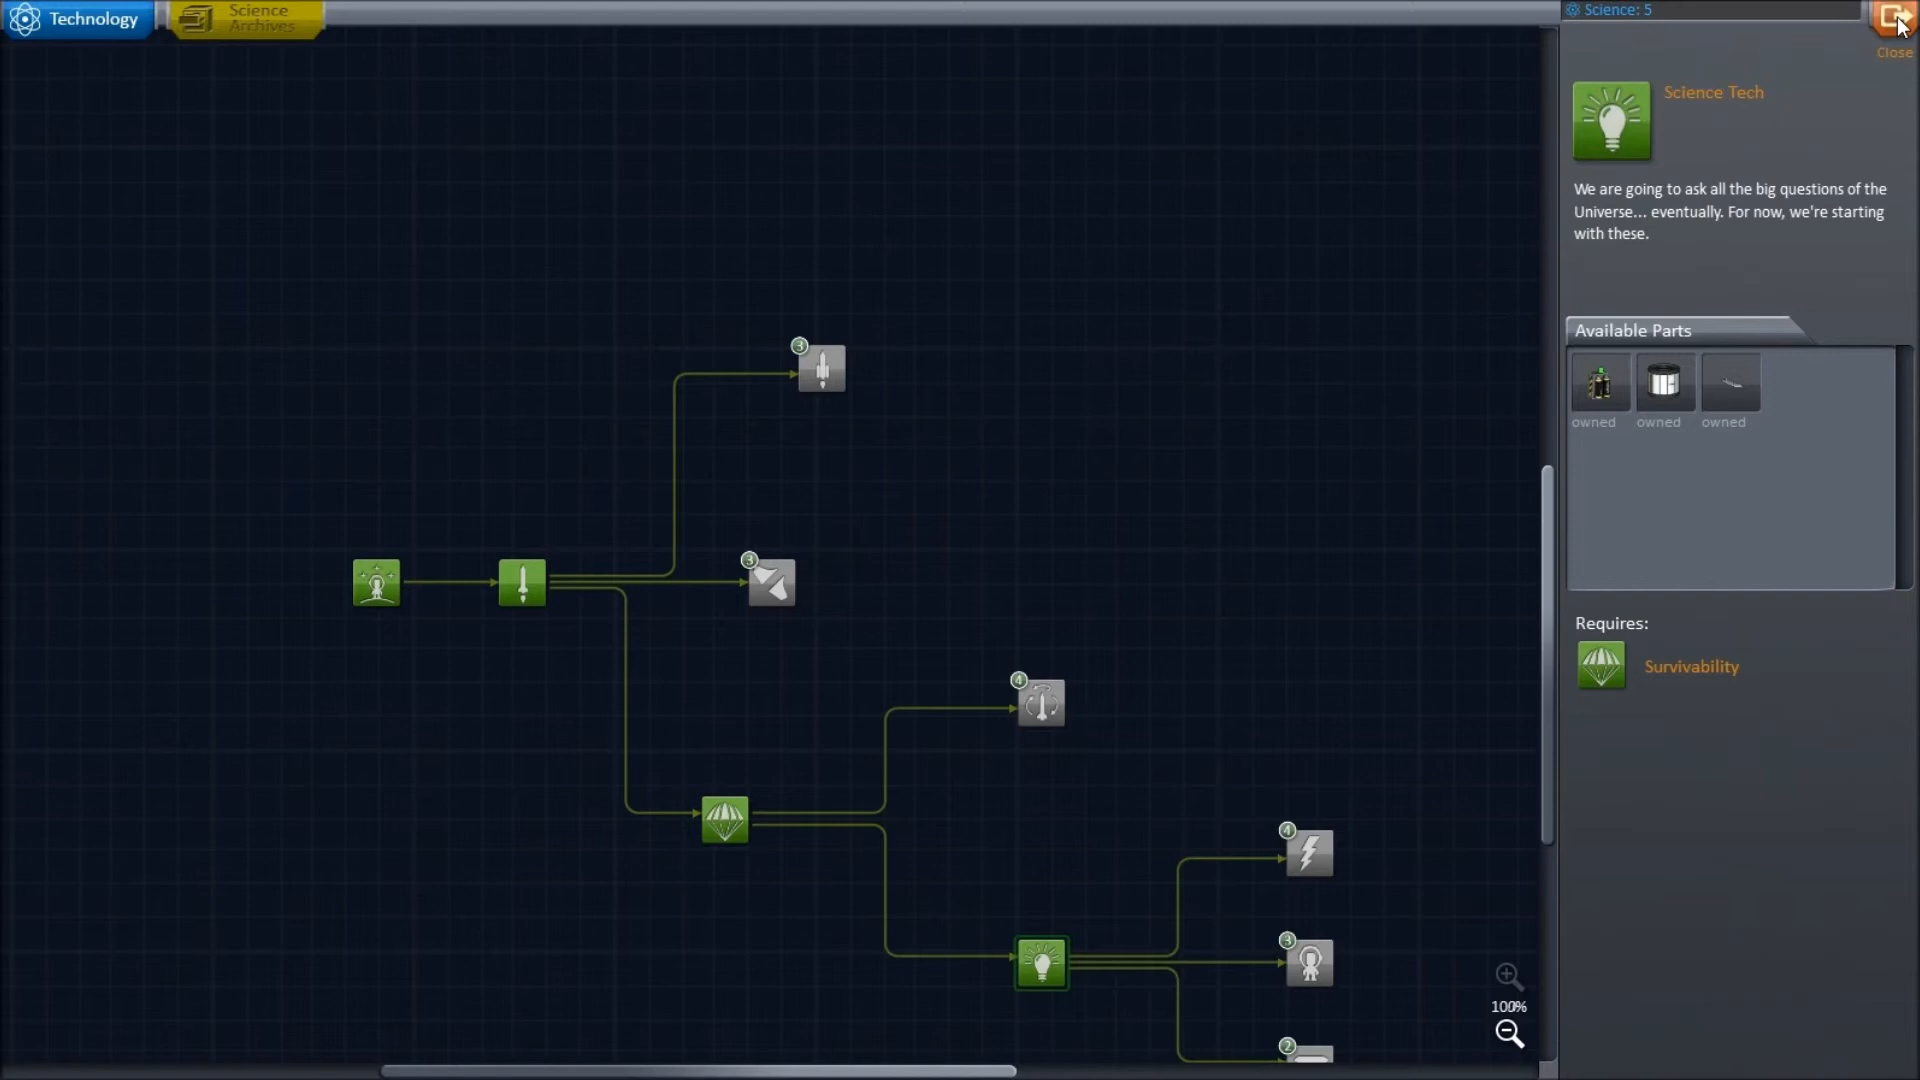 Technology
Science
Archives
Science: 5
Close
Science Tech
We are going to ask all the big questions of the
Universe... eventually. For now, we're starting
with these.
Available Parts
owned owned owned
Requires:
Survivability
3
3
4
4
3
2
100%